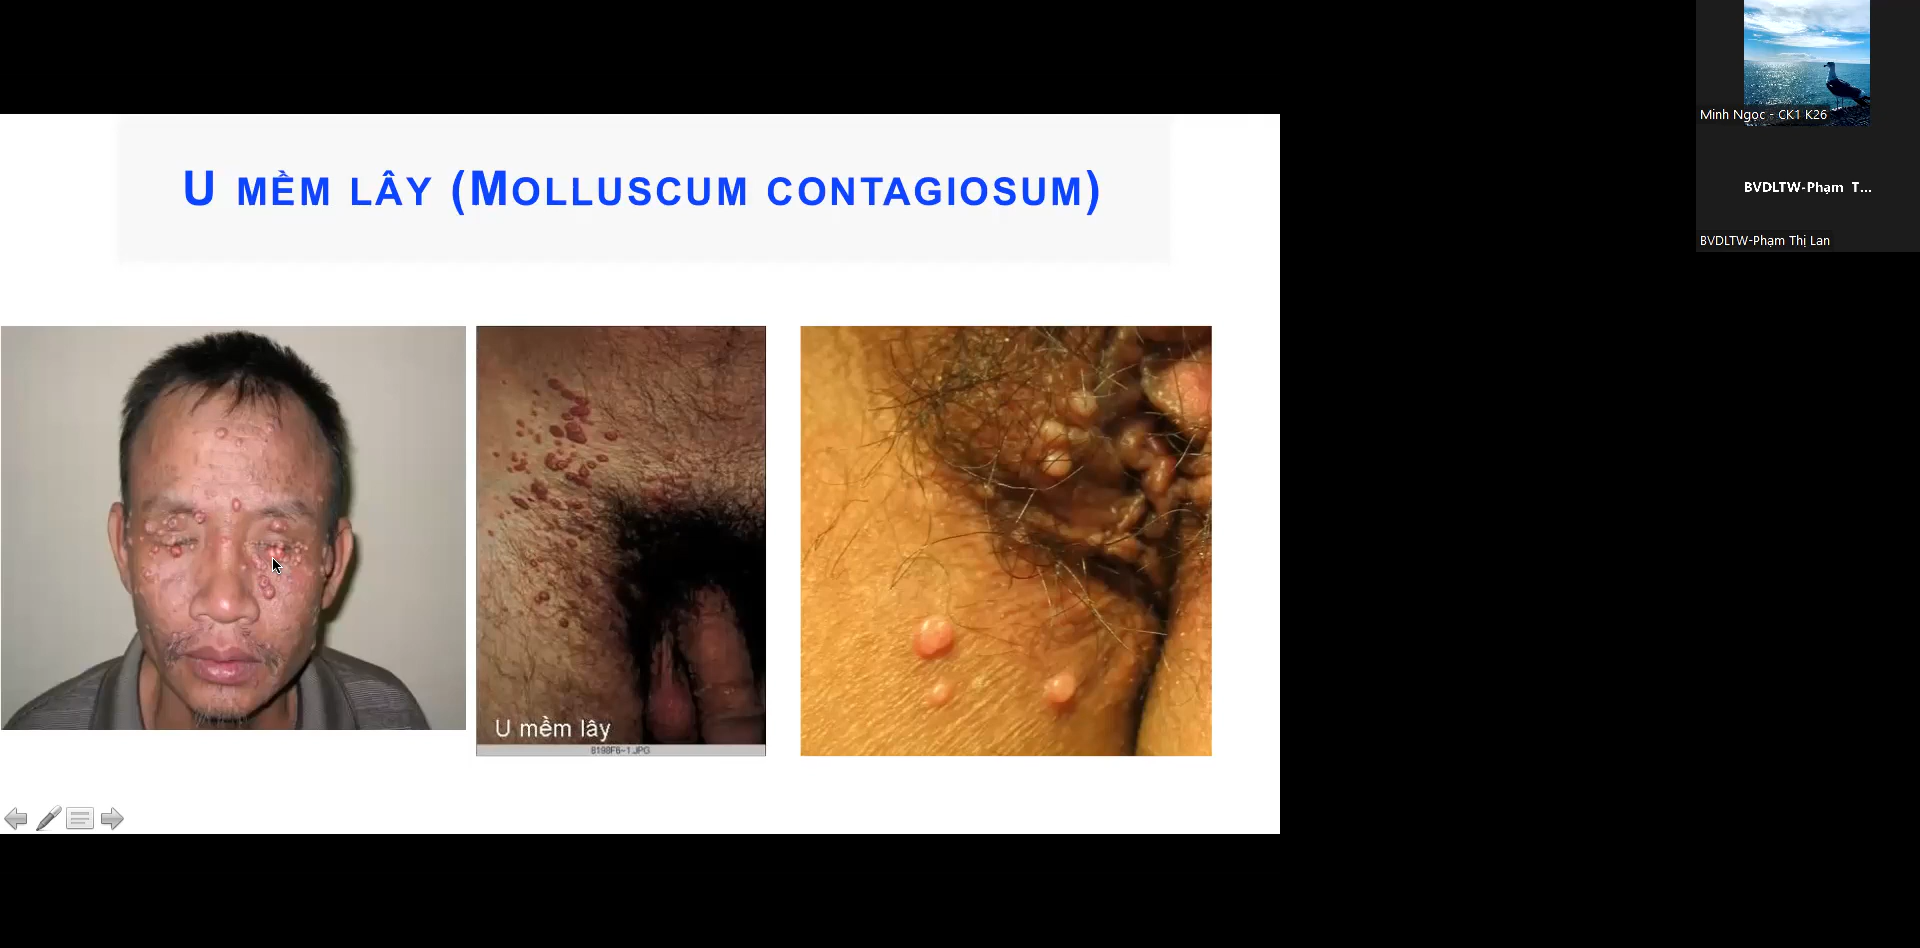 U MỀM LÂY (MOLLUSCUM CONTAGIOSUM)
U mềm lây
8198F6~1.JPG
Minh Ngọc - CK1 K26
BVDLTW-Phạm T...
BVDLTW-Phạm Thị Lan